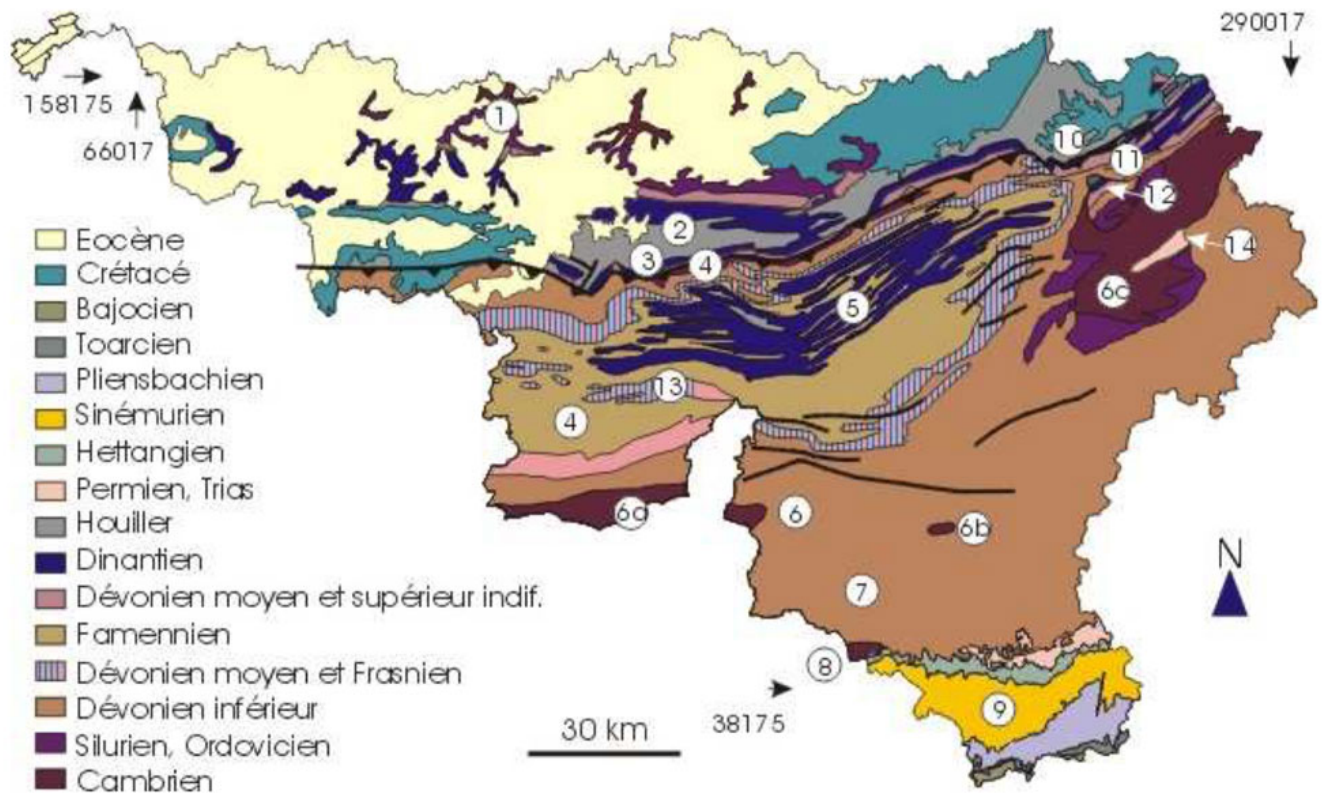 290017
158175
66017
1
10
11
12
2
3
4
14
5
6c
13
4
6a
6
6b
7
8
9
38175
30 km
N
Eocène
Crétacé
Bajocien
Toarcien
Pliensbachien
Sinémurien
Hettangien
Permien, Trias
Houiller
Dinantien
Dévonien moyen et supérieur indif.
Famennien
Dévonien moyen et Frasnien
Dévonien inférieur
Silurien, Ordovicien
Cambrien